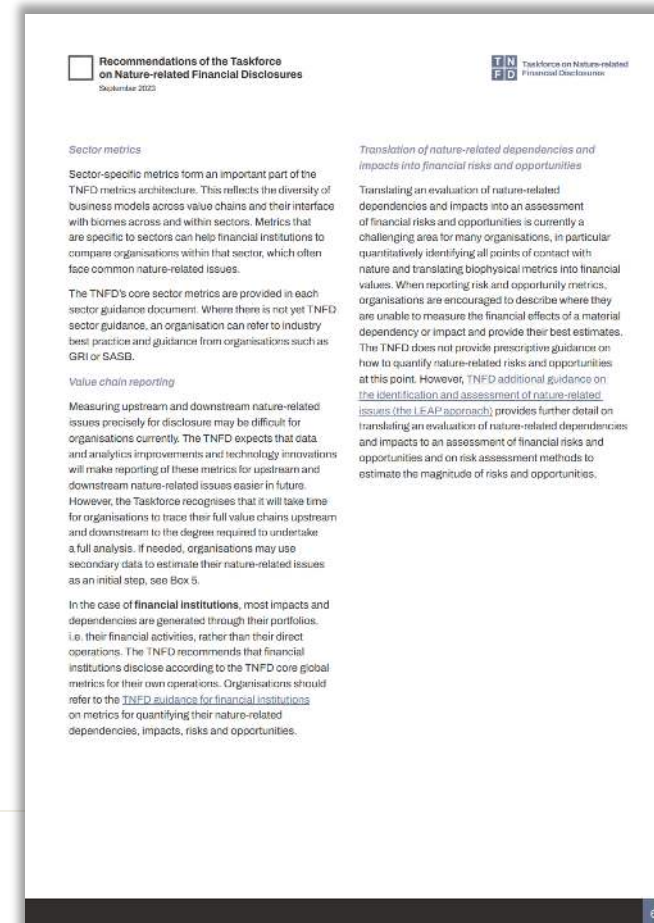 Recommendations of the Taskforce
on Nature-related Financial Disclosures
September 2023
T N
F D
Taskforce on Nature-related
Financial Disclosures
Sector metrics
Sector-specific metrics form an important part of the
TNFD metrics architecture. This reflects the diversity of
business models across value chains and their interface
with biomes across and within sectors. Metrics that
are specific to sectors can help financial institutions to
compare organisations within that sector, which often
face common nature-related issues.
The TNFD's core sector metrics are provided in each
sector guidance document. Where there is not yet TNFD
sector guidance, an organisation can refer to industry
best practice and guidance from organisations such as
GRI or SASB.
Value chain reporting
Measuring upstream and downstream nature-related
issues precisely for disclosure may be difficult for
organisations currently. The TNFD expects that data
and analytics improvements and technology innovations
will make reporting of these metrics for upstream and
downstream nature-related issues easier in future.
However, the Taskforce recognises that it will take time
for organisations to trace their full value chains upstream
and downstream to the degree required to undertake
a full analysis. If needed, organisations may use
secondary data to estimate their nature-related issues
as an initial step, see Box 5.
In the case of financial institutions, most impacts and
dependencies are generated through their portfolios,
i.e. their financial activities, rather than their direct
operations. The TNFD recommends that financial
institutions disclose according to the TNFD core global
metrics for their own operations. Organisations should
refer to the TNFD guidance for financial institutions
on metrics for quantifying their nature-related
dependencies, impacts, risks and opportunities.
Translation of nature-related dependencies and
impacts into financial risks and opportunities
Translating an evaluation of nature-related
dependencies and impacts into an assessment
of financial risks and opportunities is currently a
challenging area for many organisations, in particular
quantitatively identifying all points of contact with
nature and translating biophysical metrics into financial
values. When reporting risk and opportunity metrics,
organisations are encouraged to describe where they
are unable to measure the financial effects of a material
dependency or impact and provide their best estimates.
The TNFD does not provide prescriptive guidance on
how to quantify nature-related risks and opportunities
at this point. However, TNFD additional guidance on
the identification and assessment of nature-related
issues (the LEAP approach) provides further detail on
translating an evaluation of nature-related dependencies
and impacts to an assessment of financial risks and
opportunities and on risk assessment methods to
estimate the magnitude of risks and opportunities.